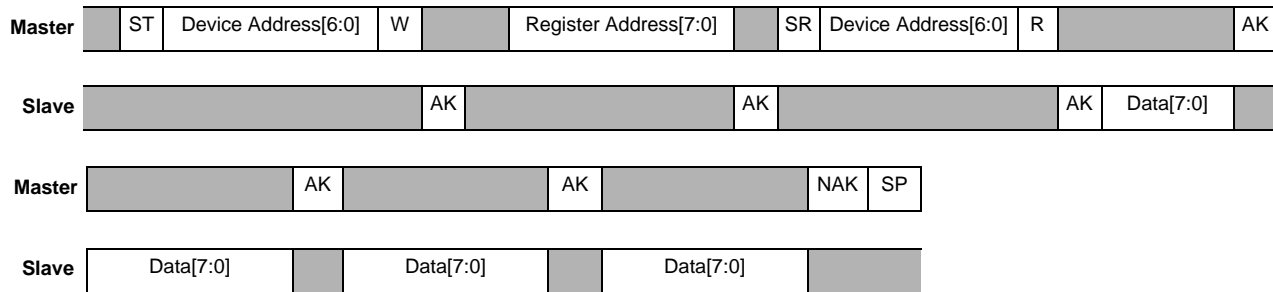 Master ST Device Address[6:0] W Register Address[7:0] SR Device Address[6:0] R AK
Slave AK AK AK Data[7:0]
Master AK AK NAK SP
Slave Data[7:0] Data[7:0] Data[7:0]